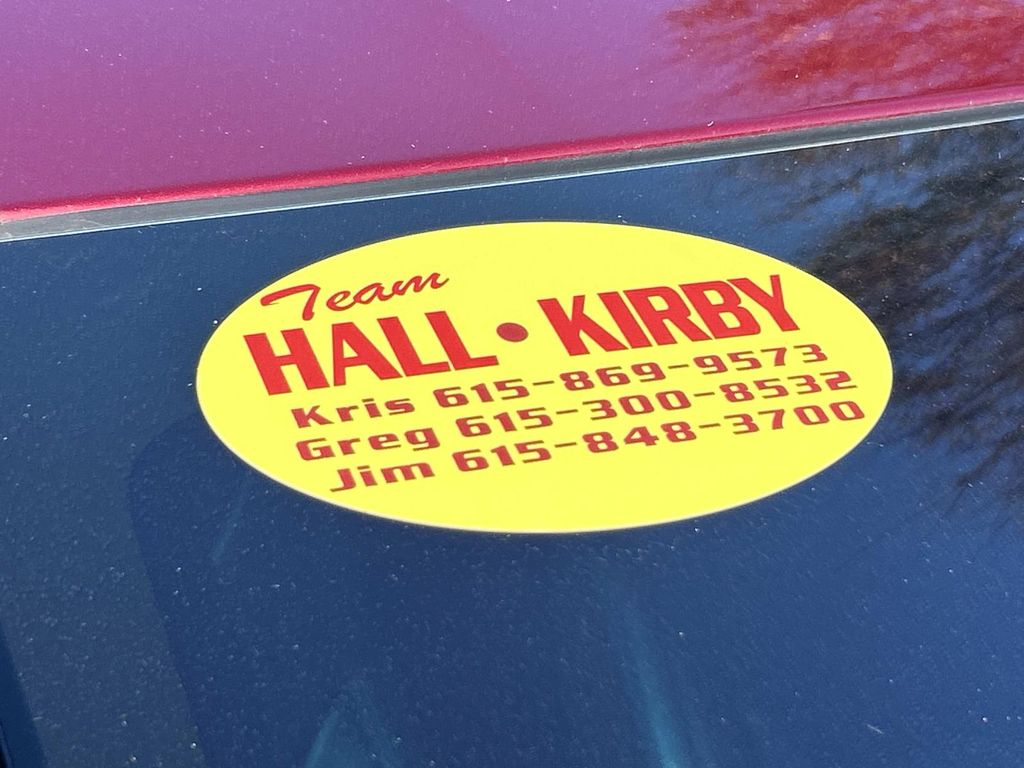 Team
HALL • KIRBY
Kris 615-869-9573
Greg 615-300-8532
Jim 615-848-3700